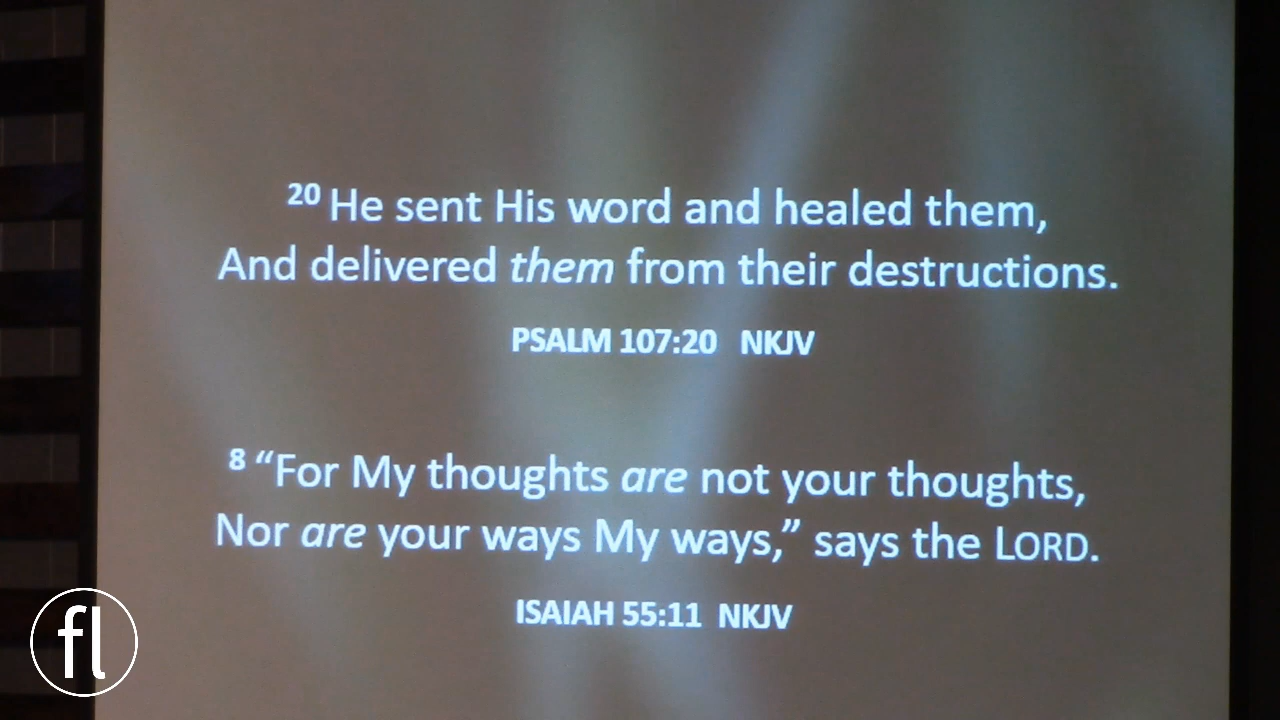 20 He sent His word and healed them,
And delivered them from their destructions.
PSALM 107:20 NKJV
8 “For My thoughts are not your thoughts,
Nor are your ways My ways,” says the LORD.
ISAIAH 55:11 NKJV
fl